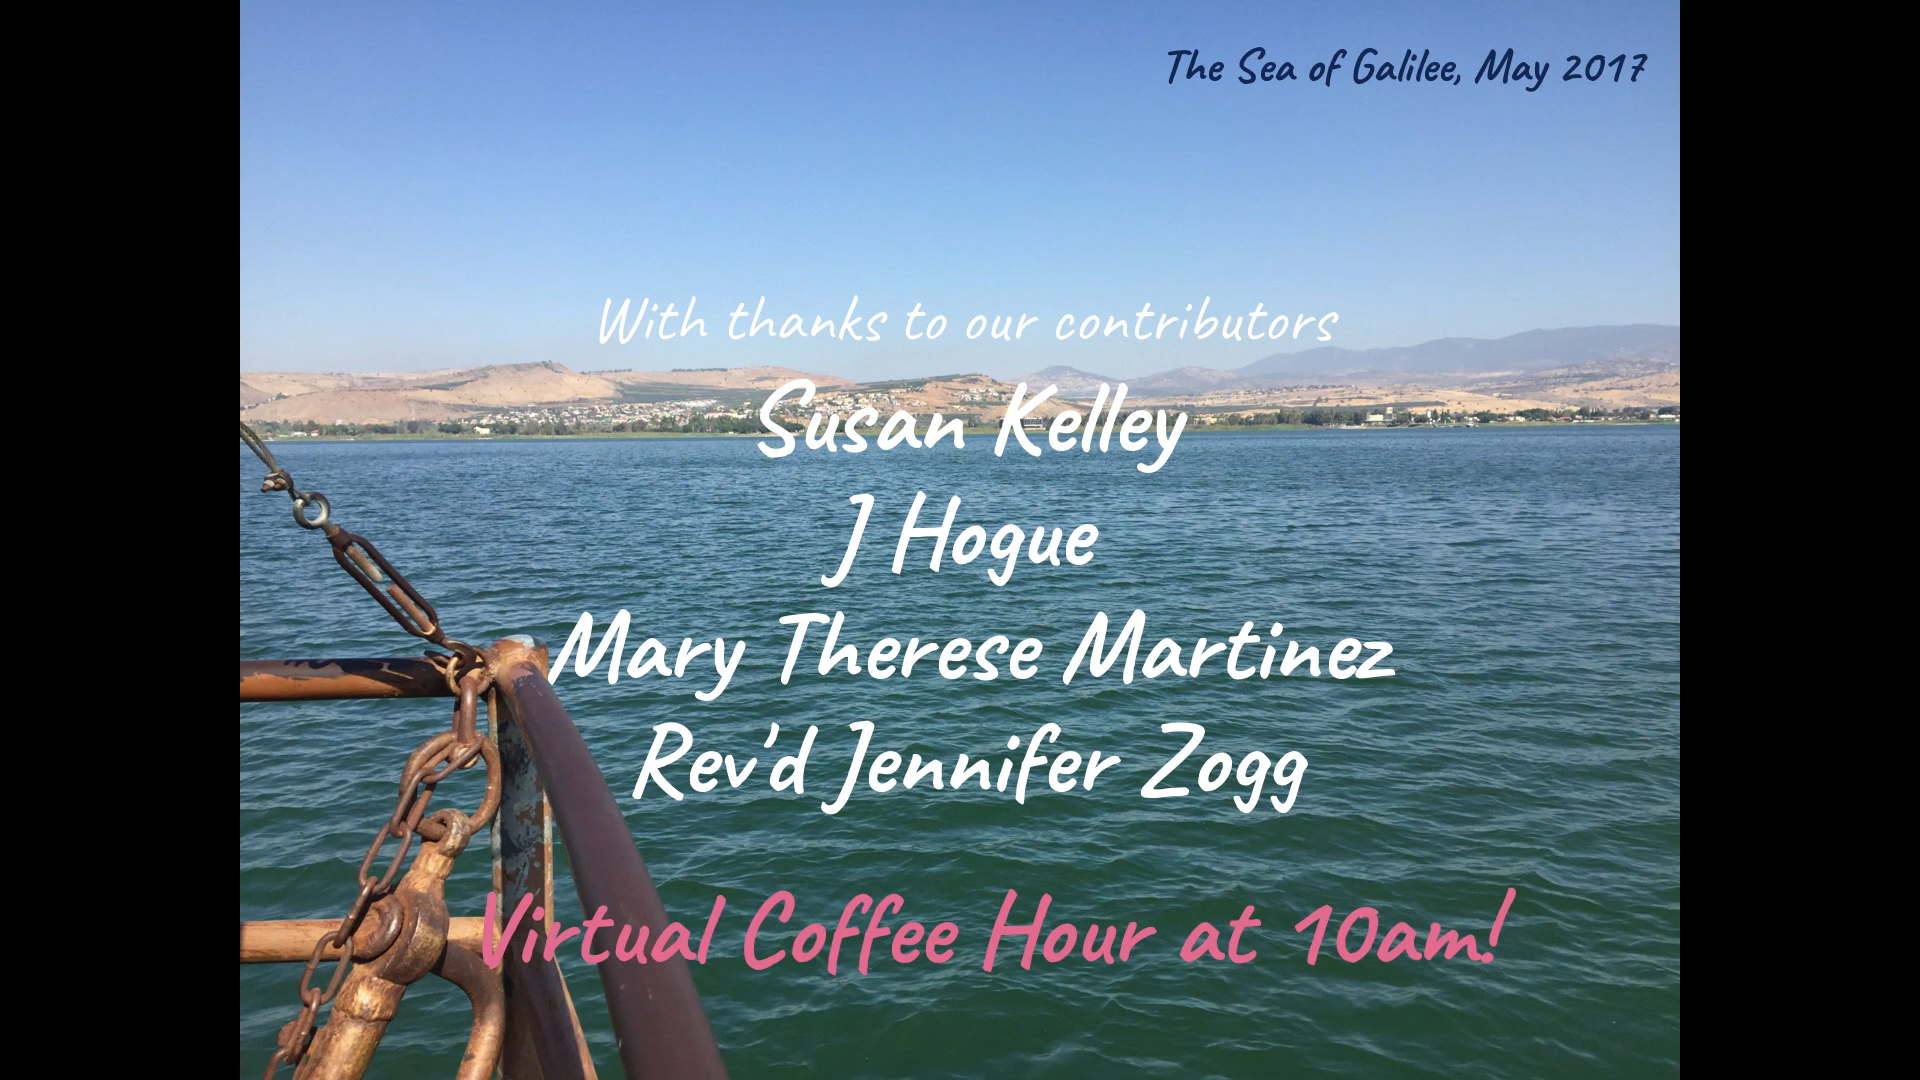 The Sea of Galilee, May 2017
With thanks to our contributors
Susan Kelley
J Hogue
Mary Therese Martinez
Rev'd Jennifer Zogg
Virtual Coffee Hour at 10am!